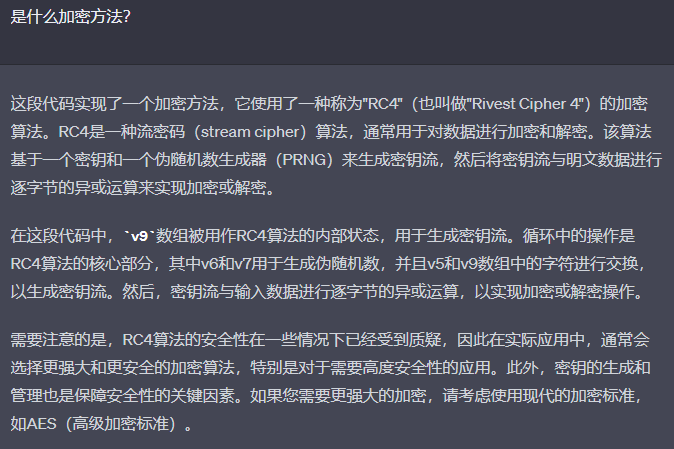 是什么加密方法？
这段代码实现了一个加密方法，它使用了一种称为"RC4"（也叫做"Rivest Cipher 4"）的加密
算法。RC4是一种流密码（stream cipher）算法，通常用于对数据进行加密和解密。该算法
基于一个密钥和一个伪随机数生成器（PRNG）来生成密钥流，然后将密钥流与明文数据进行
逐字节的异或运算来实现加密或解密。
在这段代码中，`v9`数组被用作RC4算法的内部状态，用于生成密钥流。循环中的操作是
RC4算法的核心部分，其中v6和v7用于生成伪随机数，并且v5和v9数组中的字符进行交换，
以生成密钥流。然后，密钥流与输入数据进行逐字节的异或运算，以实现加密或解密操作。
需要注意的是，RC4算法的安全性在一些情况下已经受到质疑，因此在实际应用中，通常会
选择更强大和更安全的加密算法，特别是对于需要高度安全性的应用。此外，密钥的生成和
管理也是保障安全性的关键因素。如果您需要更强大的加密，请考虑使用现代的加密标准，
如AES（高级加密标准）。